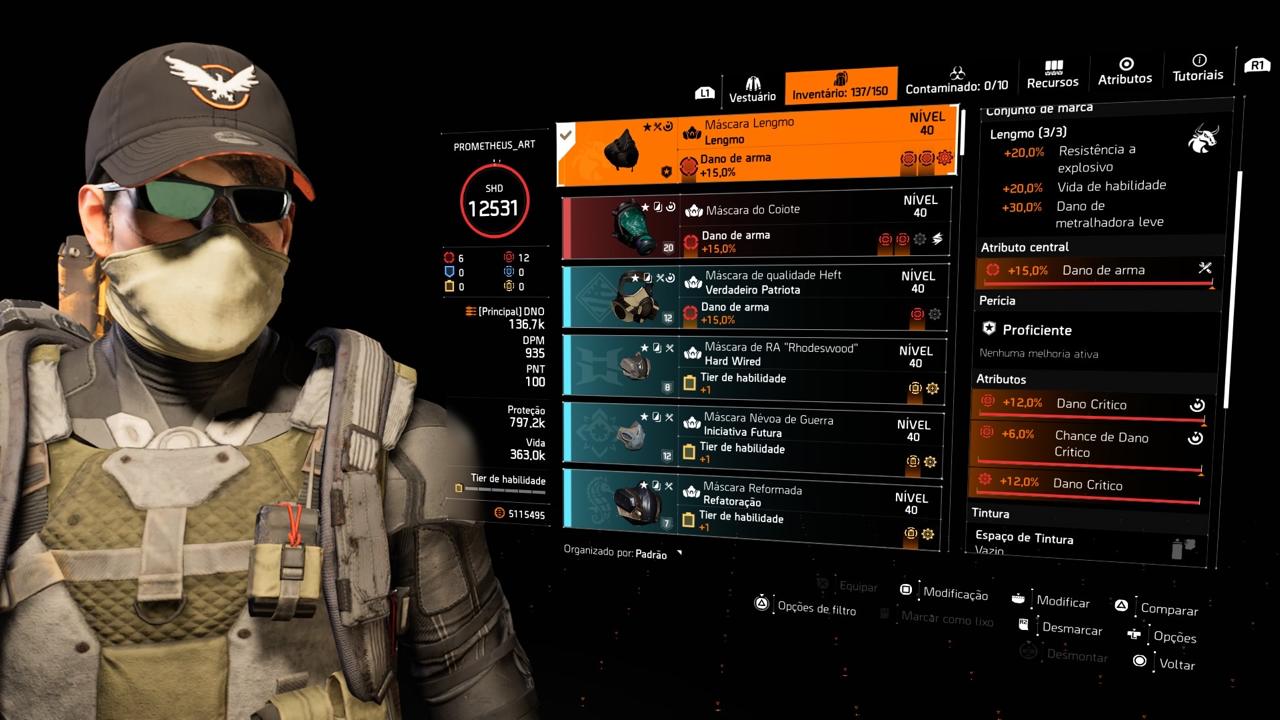 L1
Vestuário
Inventário: 137/150
Contaminado: 0/10
Recursos
Atributos
Tutoriais
R1
PROMETHEUS_ART
SHD
12531
6
12
0
0
0
0
[Principal] DNO
136,7k
DPM
935
PNT
100
Proteção
797,2k
Vida
363,0k
Tier de habilidade
5115495
Máscara Lengmo
Lengmo
NÍVEL
40
Dano de arma
+15,0%
Máscara do Coiote
NÍVEL
40
Dano de arma
+15,0%
20
Máscara de qualidade Heft
Verdadeiro Patriota
NÍVEL
40
Dano de arma
+15,0%
12
Máscara de RA "Rhodeswood"
Hard Wired
NÍVEL
40
Tier de habilidade
+1
8
Máscara Névoa de Guerra
Iniciativa Futura
NÍVEL
40
Tier de habilidade
+1
12
Máscara Reformada
Refatoração
NÍVEL
40
Tier de habilidade
+1
7
Organizado por: Padrão
Conjunto de marca
Lengmo (3/3)
+20,0% Resistência a
explosivo
+20,0% Vida de habilidade
+30,0% Dano de
metralhadora leve
Atributo central
+15,0% Dano de arma
Perícia
Proficiente
Nenhuma melhoria ativa
Atributos
+12,0% Dano Crítico
+6,0% Chance de Dano
Crítico
+12,0% Dano Crítico
Tintura
Espaço de Tintura
Vazio
Equipar
Modificação
Modificar
Comparar
Opções de filtro
Marcar como lixo
R2
Desmarcar
Opções
Desmontar
Voltar